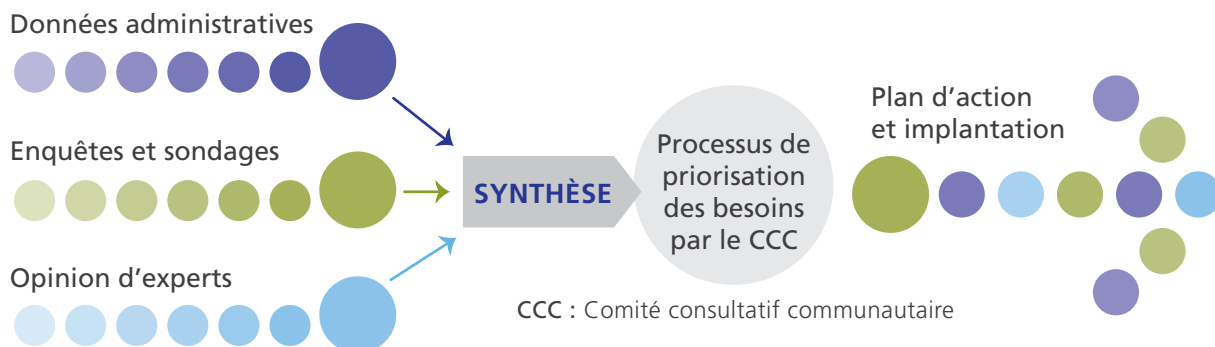 Données administratives
Enquêtes et sondages
Opinion d'experts
SYNTHÈSE
Processus de
priorisation
des besoins
par le CCC
Plan d'action
et implantation
CCC : Comité consultatif communautaire